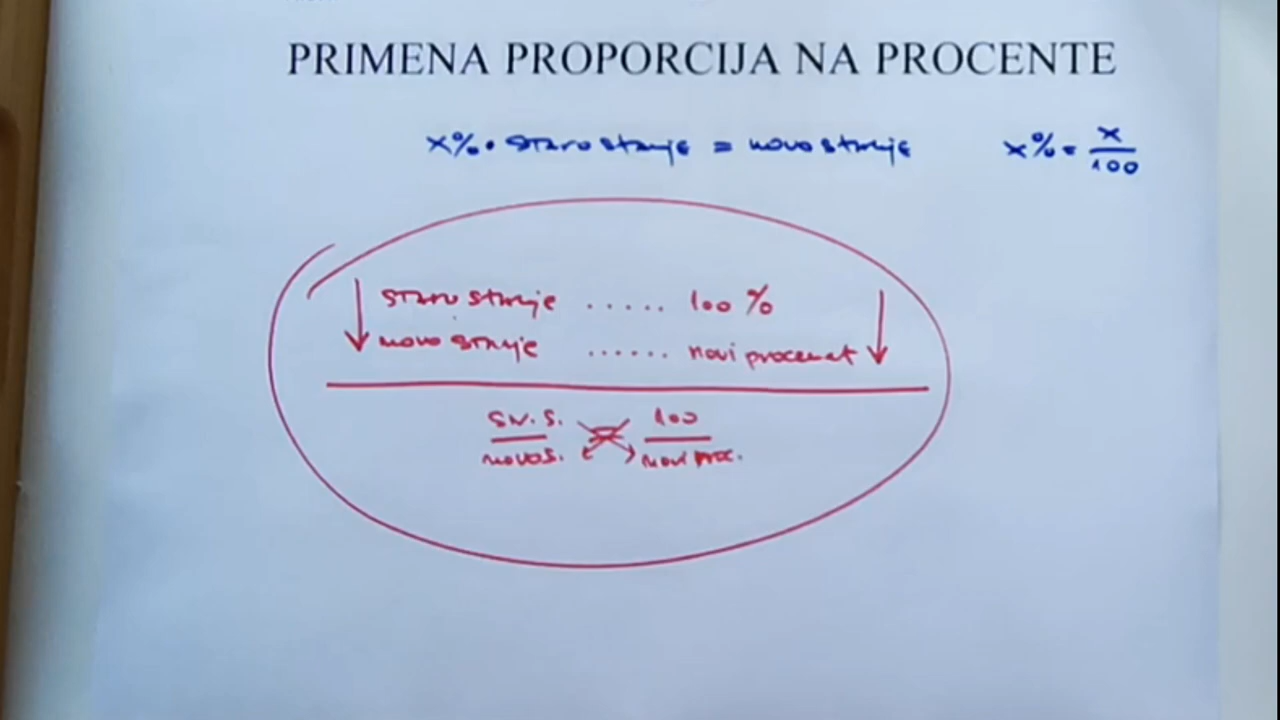 PRIMENA PROPORCIJA NA PROCENTE
x% • staro stanje = novo stanje x% = x/100
staro stanje ..... 100%
novo stanje ...... novi procenat
100
novo s. novi proc.